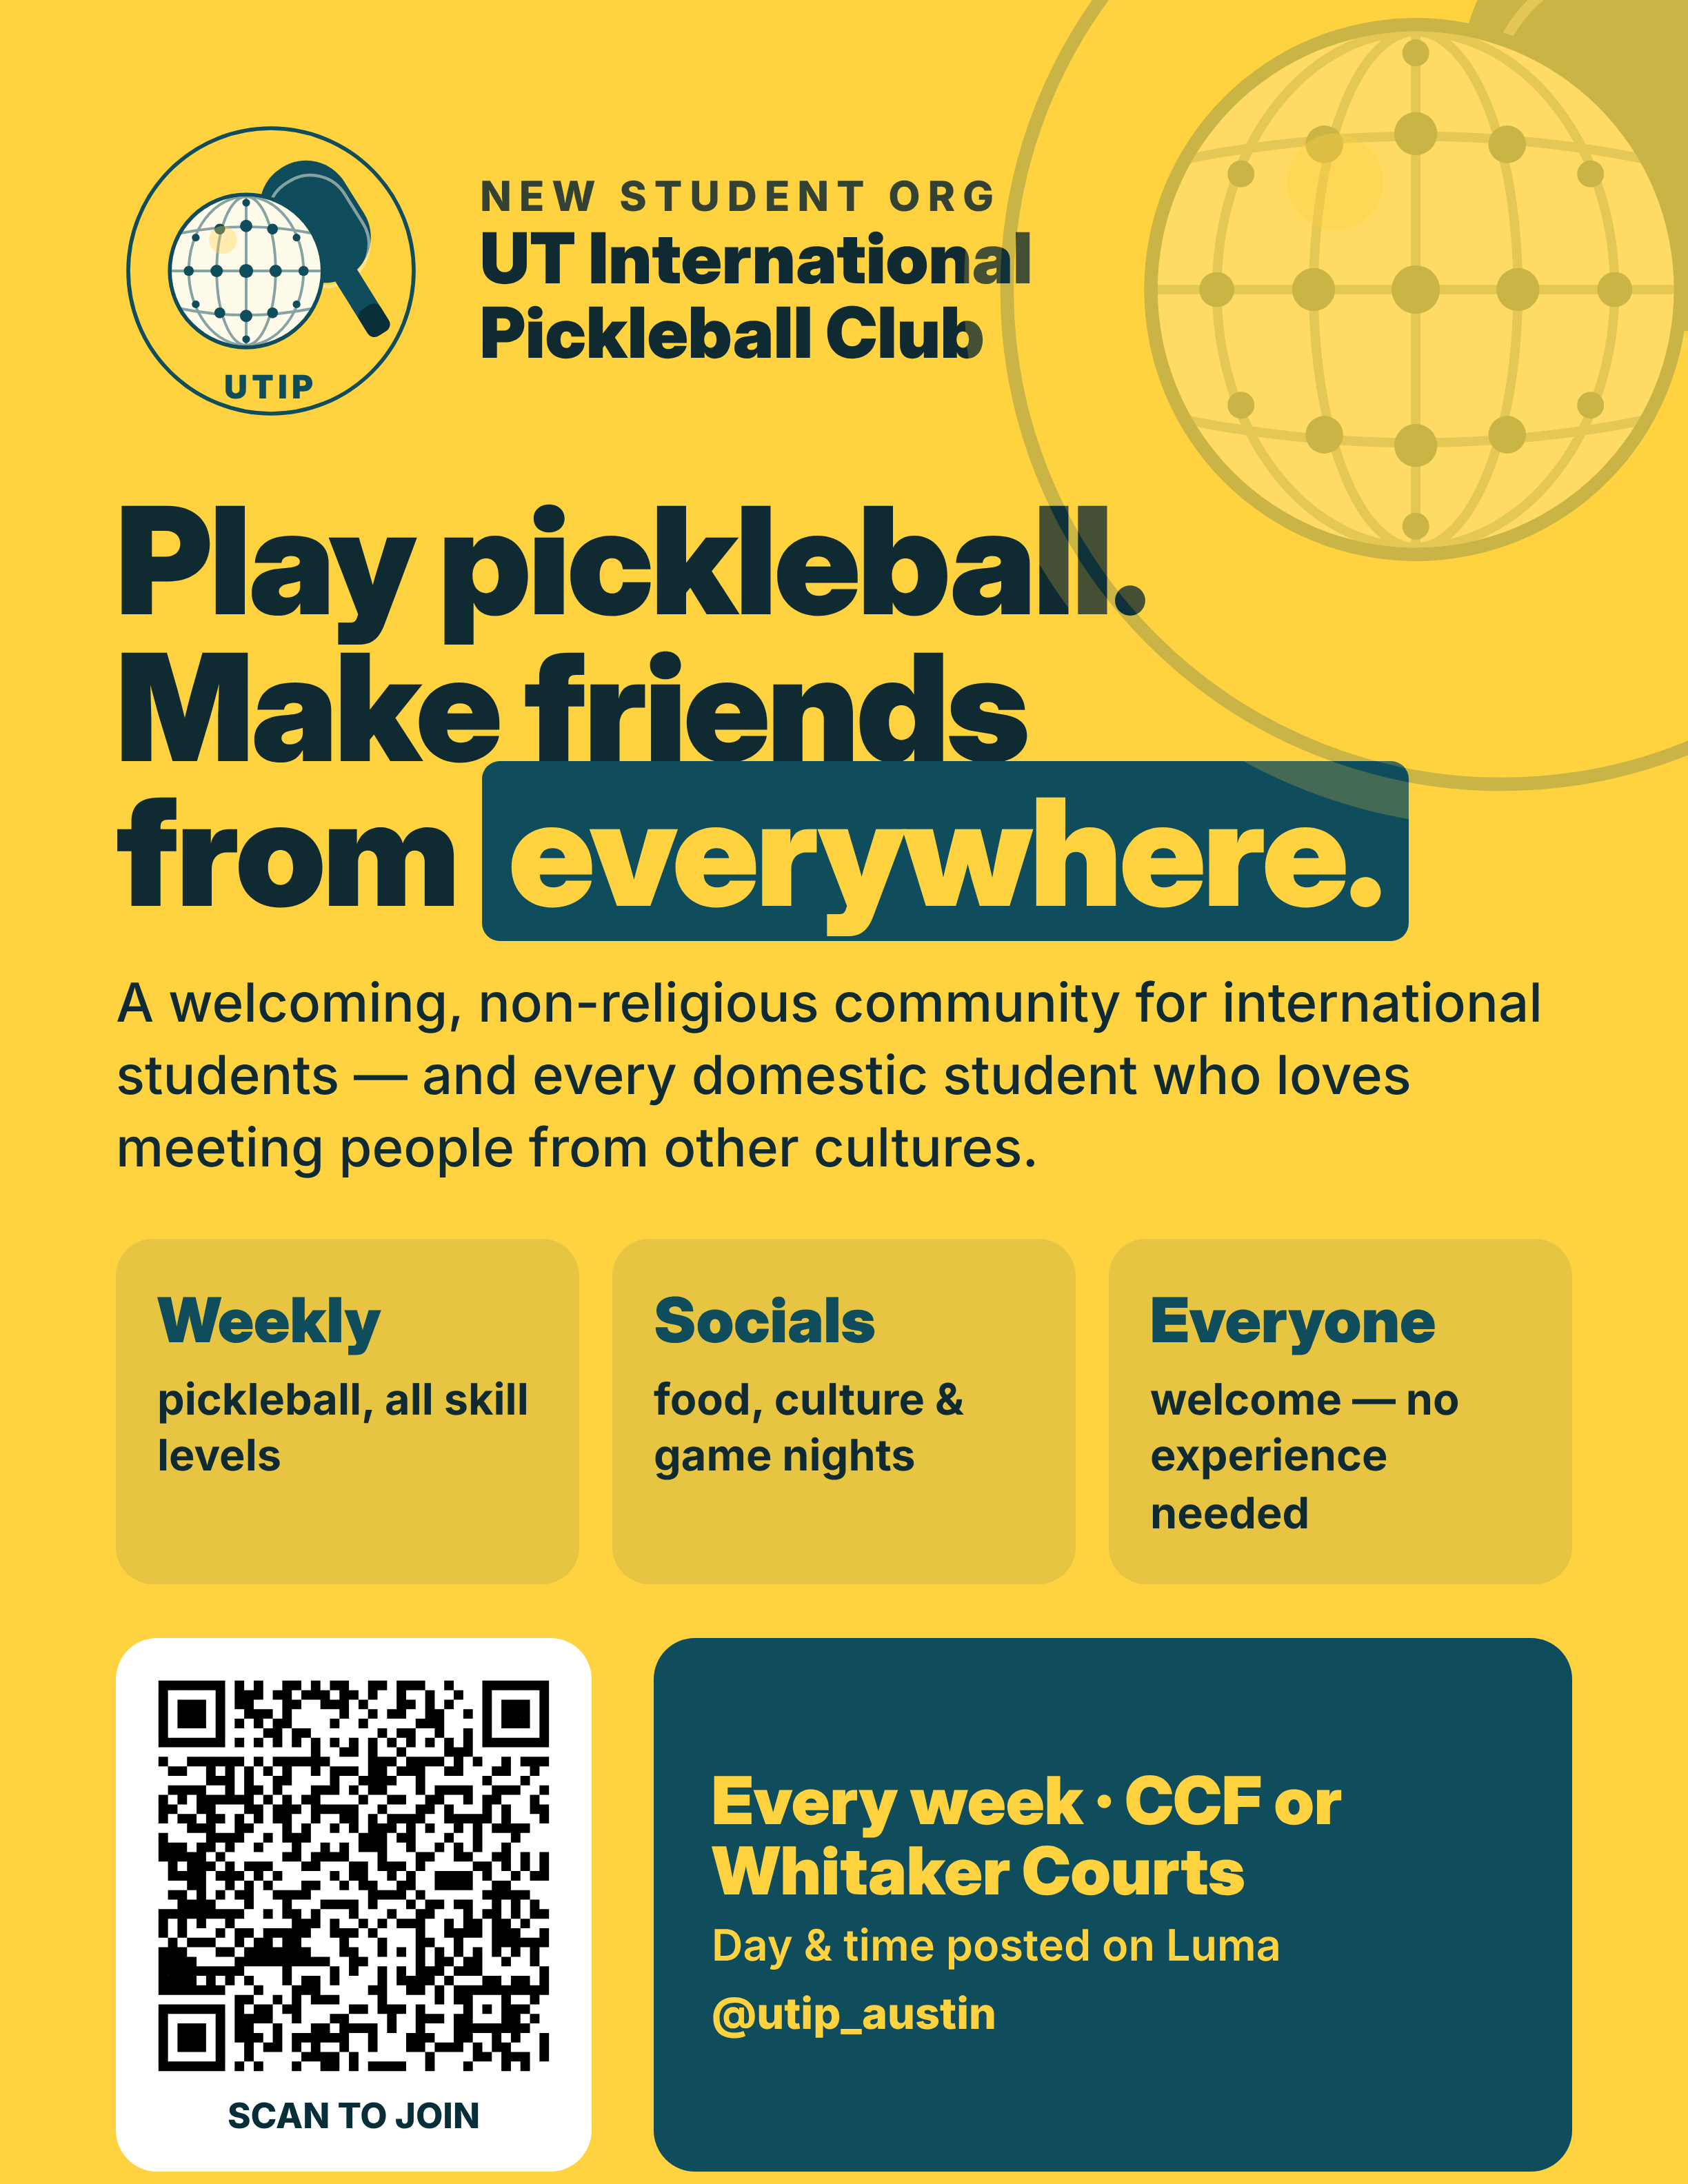 UTIP
NEW STUDENT ORG
UT International
Pickleball Club
Play pickleball.
Make friends
from everywhere.
A welcoming, non-religious community for international
students — and every domestic student who loves
meeting people from other cultures.
Weekly
pickleball, all skill
levels
Socials
food, culture &
game nights
Everyone
welcome — no
experience
needed
SCAN TO JOIN
Every week · CCF or
Whitaker Courts
Day & time posted on Luma
@utip_austin